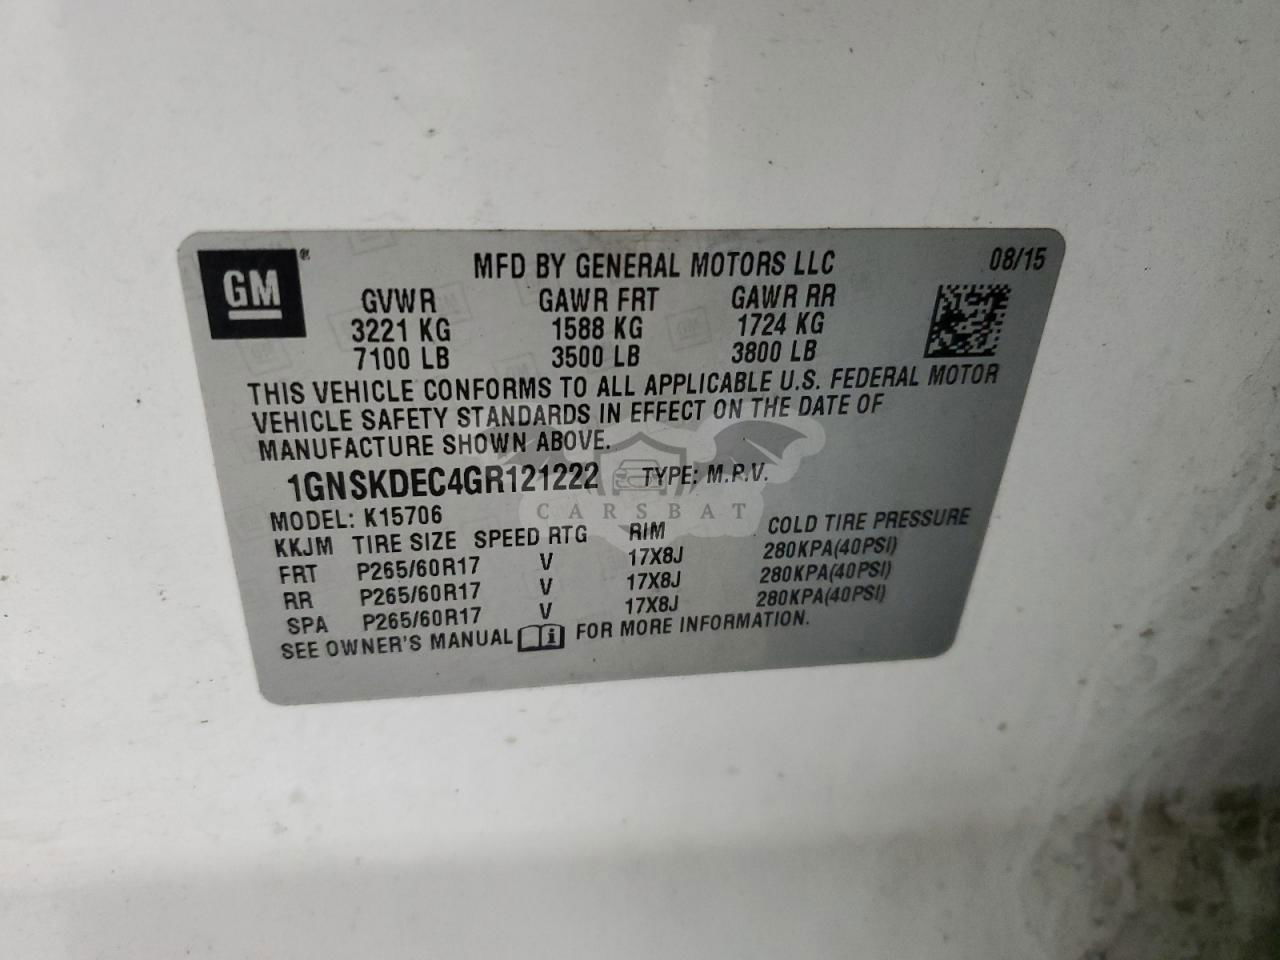 GM ®
MFD BY GENERAL MOTORS LLC 08/15
GVWR GAWR FRT GAWR RR
3221 KG 1588 KG 1724 KG
7100 LB 3500 LB 3800 LB
THIS VEHICLE CONFORMS TO ALL APPLICABLE U.S. FEDERAL MOTOR
VEHICLE SAFETY STANDARDS IN EFFECT ON THE DATE OF
MANUFACTURE SHOWN ABOVE.
1GNSKDEC4GR121222 TYPE: M.P.V.
CARSBAT
MODEL: K15706
KKJM TIRE SIZE SPEED RTG RIM COLD TIRE PRESSURE
FRT P265/60R17 V 17X8J 280KPA(40PSI)
RR P265/60R17 V 17X8J 280KPA(40PSI)
SPA P265/60R17 V 17X8J 280KPA(40PSI)
SEE OWNER'S MANUAL i FOR MORE INFORMATION.